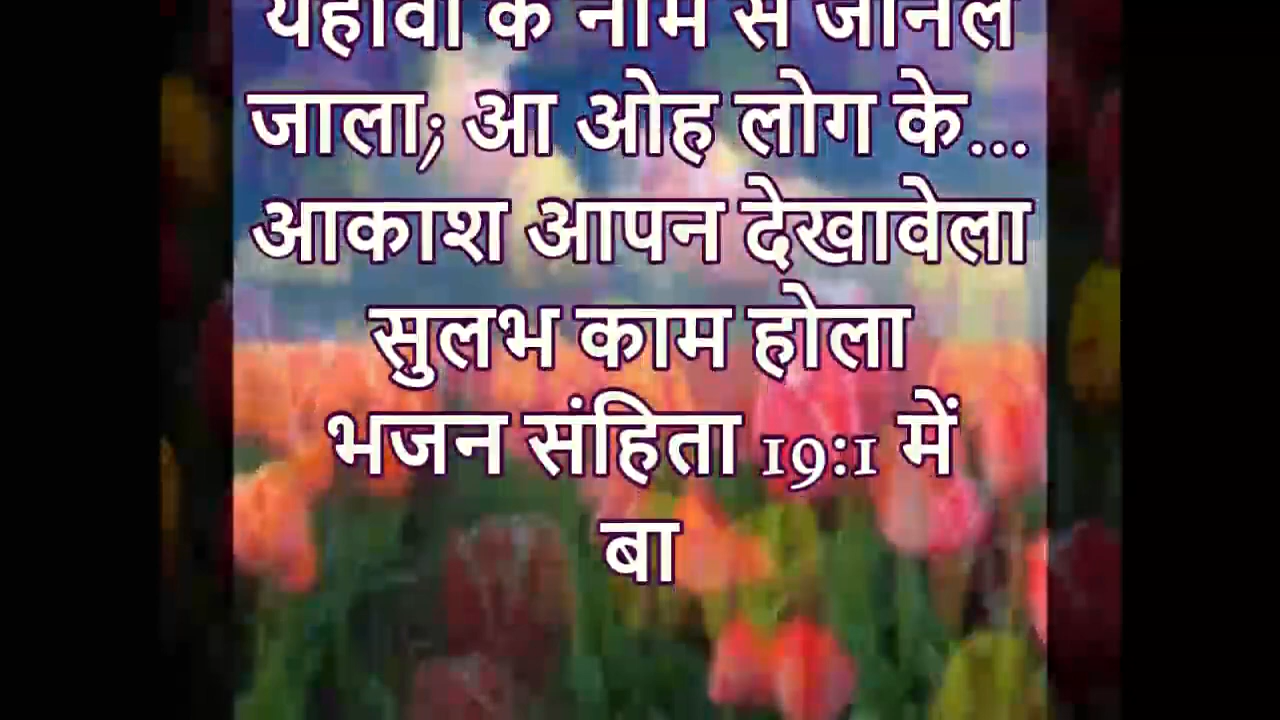 यहोवा के नाम से जानल
जाला; आ ओह लोग के...
आकाश आपन देखावेला
सुलभ काम होला
भजन संहिता 19:1 में
बा